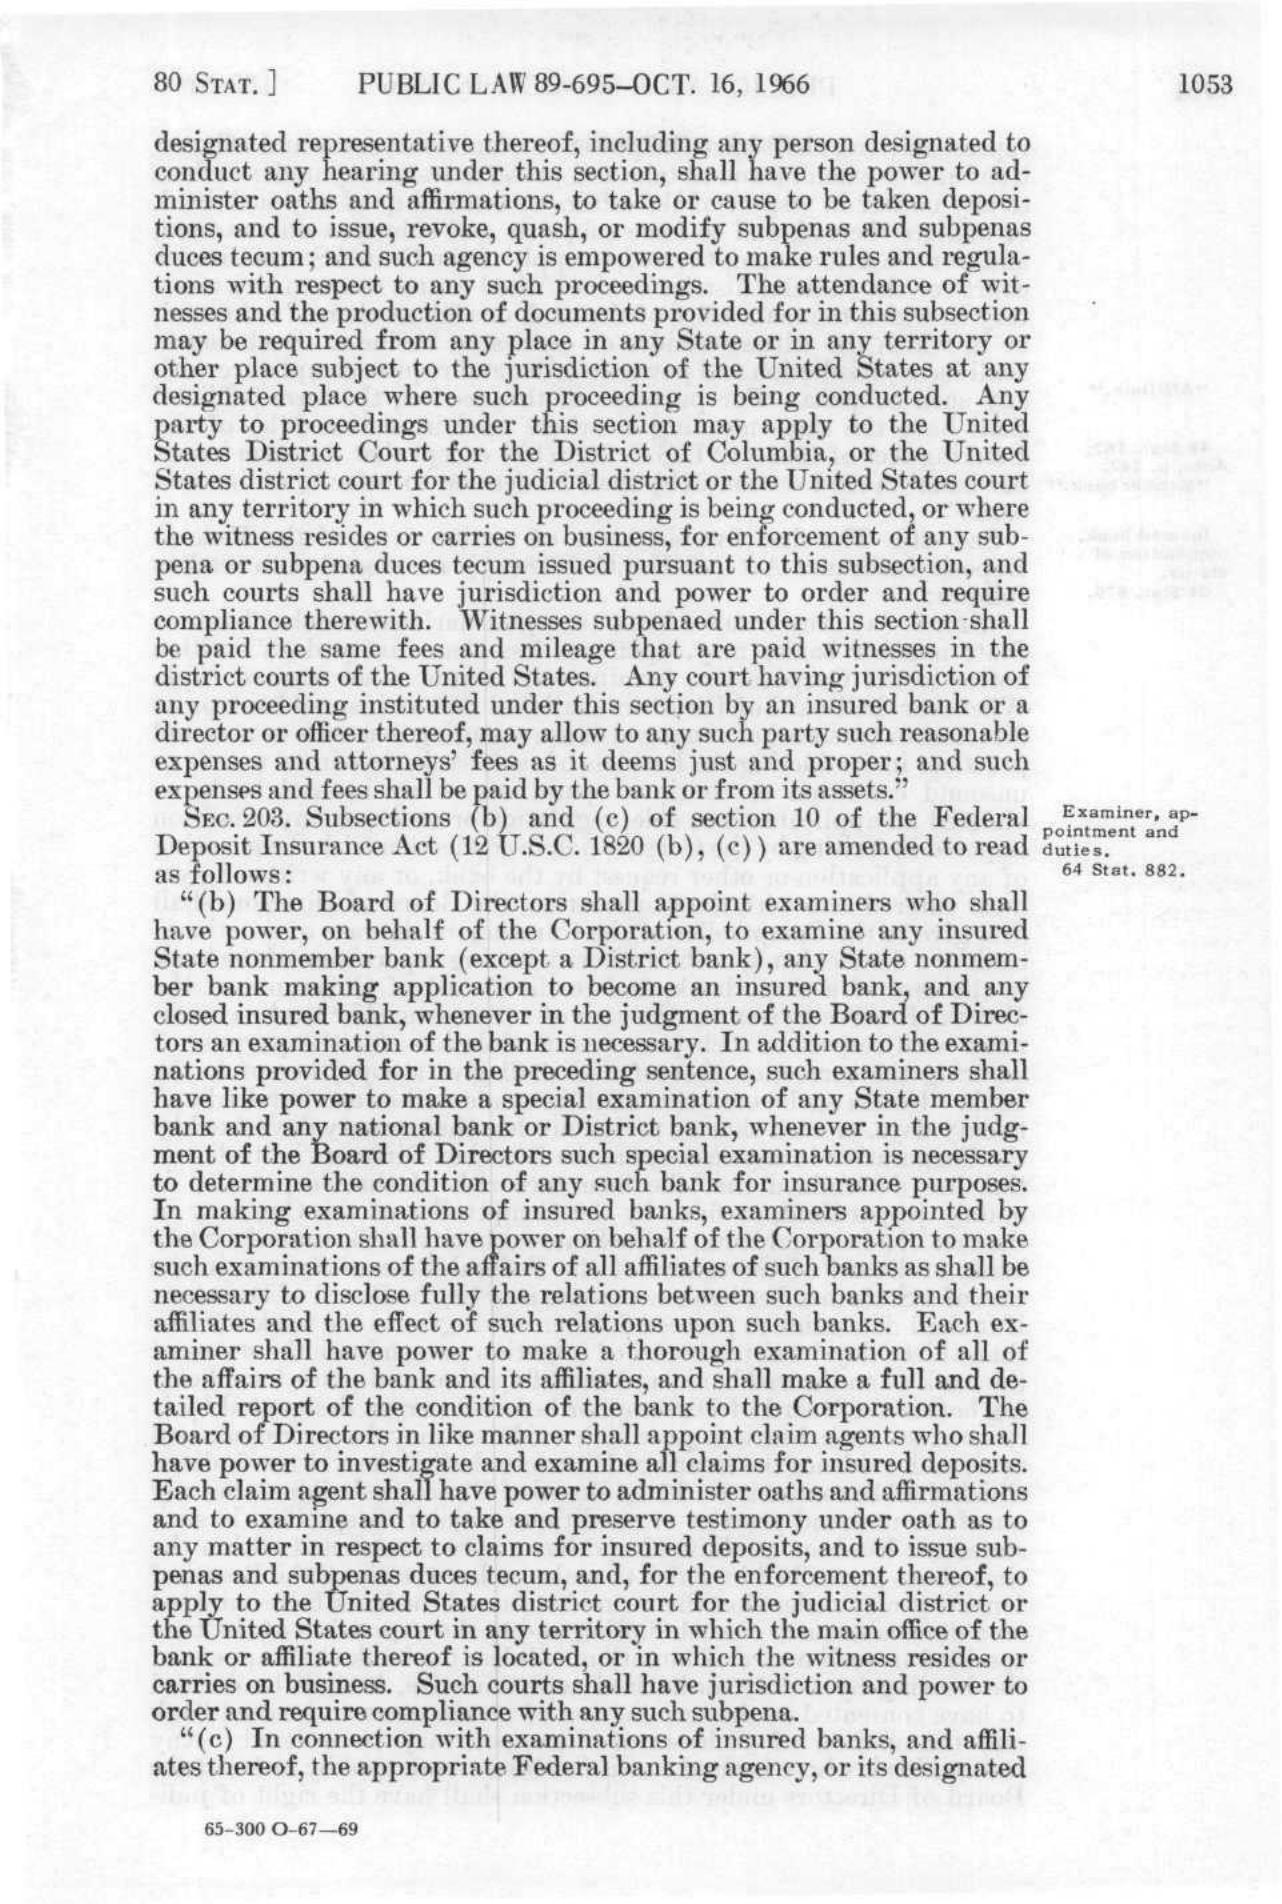 80 STAT. ] PUBLIC LAW 89-695–OCT. 16, 1966 1053
designated representative thereof, including any person designated to
conduct any hearing under this section, shall have the power to ad-
minister oaths and affirmations, to take or cause to be taken deposi-
tions, and to issue, revoke, quash, or modify subpenas and subpenas
duces tecum; and such agency is empowered to make rules and regula-
tions with respect to any such proceedings. The attendance of wit-
nesses and the production of documents provided for in this subsection
may be required from any place in any State or in any territory or
other place subject to the jurisdiction of the United States at any
designated place where such proceeding is being conducted. Any
party to proceedings under this section may apply to the United
States District Court for the District of Columbia, or the United
States district court for the judicial district or the United States court
in any territory in which such proceeding is being conducted, or where
the witness resides or carries on business, for enforcement of any sub-
pena or subpena duces tecum issued pursuant to this subsection, and
such courts shall have jurisdiction and power to order and require
compliance therewith. Witnesses subpenaed under this section shall
be paid the same fees and mileage that are paid witnesses in the
district courts of the United States. Any court having jurisdiction of
any proceeding instituted under this section by an insured bank or a
director or officer thereof, may allow to any such party such reasonable
expenses and attorneys' fees as it deems just and proper; and such
expenses and fees shall be paid by the bank or from its assets."
SEC. 203. Subsections (b) and (c) of section 10 of the Federal
Deposit Insurance Act (12 U.S.C. 1820 (b), (c)) are amended to read
as follows:
Examiner, ap-
pointment and
duties.
64 Stat. 882.
"(b) The Board of Directors shall appoint examiners who shall
have power, on behalf of the Corporation, to examine any insured
State nonmember bank (except a District bank), any State nonmem-
ber bank making application to become an insured bank, and any
closed insured bank, whenever in the judgment of the Board of Direc-
tors an examination of the bank is necessary. In addition to the exami-
nations provided for in the preceding sentence, such examiners shall
have like power to make a special examination of any State member
bank and any national bank or District bank, whenever in the judg-
ment of the Board of Directors such special examination is necessary
to determine the condition of any such bank for insurance purposes.
In making examinations of insured banks, examiners appointed by
the Corporation shall have power on behalf of the Corporation to make
such examinations of the affairs of all affiliates of such banks as shall be
necessary to disclose fully the relations between such banks and their
affiliates and the effect of such relations upon such banks. Each ex-
aminer shall have power to make a thorough examination of all of
the affairs of the bank and its affiliates, and shall make a full and de-
tailed report of the condition of the bank to the Corporation. The
Board of Directors in like manner shall appoint claim agents who shall
have power to investigate and examine all claims for insured deposits.
Each claim agent shall have power to administer oaths and affirmations
and to examine and to take and preserve testimony under oath as to
any matter in respect to claims for insured deposits, and to issue sub-
penas and subpenas duces tecum, and, for the enforcement thereof, to
apply to the United States district court for the judicial district or
the United States court in any territory in which the main office of the
bank or affiliate thereof is located, or in which the witness resides or
carries on business. Such courts shall have jurisdiction and power to
order and require compliance with any such subpena.
"(c) In connection with examinations of insured banks, and affili-
ates thereof, the appropriate Federal banking agency, or its designated
65-300 O-67—69